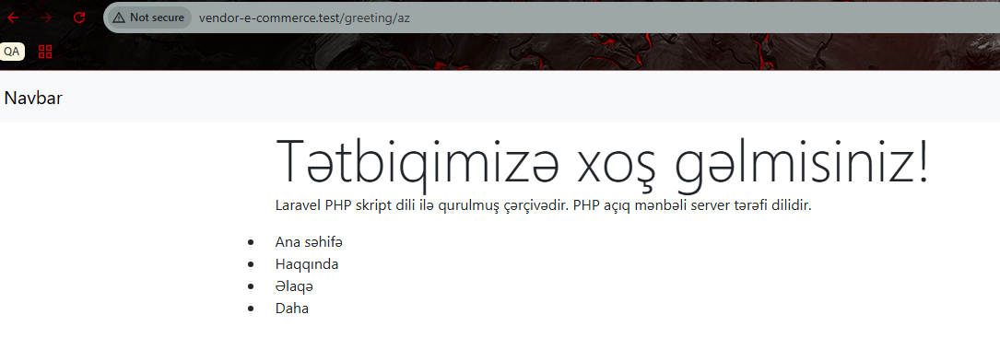 Not secure vendor-e-commerce.test/greeting/az
QA
Navbar
Tətbiqimizə xoş gəlmisiniz!
Laravel PHP skript dili ilə qurulmuş çərçivədir. PHP açıq mənbəli server tərəfi dilidir.
Ana səhifə
Haqqında
Əlaqə
Daha